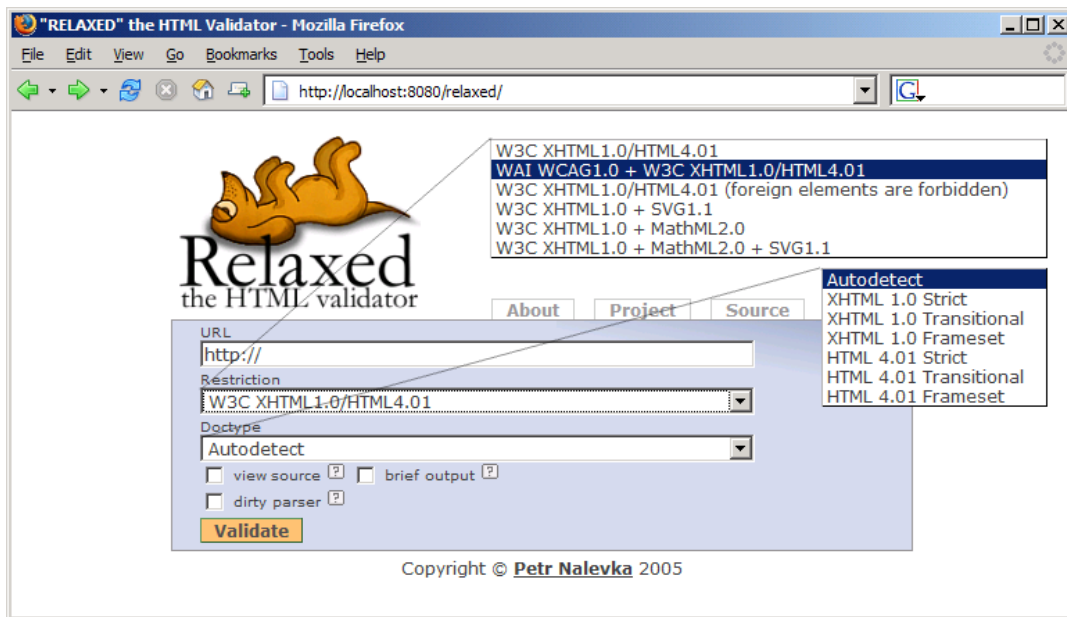 "RELAXED" the HTML Validator - Mozilla Firefox
File Edit View Go Bookmarks Tools Help
http://localhost:8080/relaxed/
G
W3C XHTML1.0/HTML4.01
WAI WCAG1.0 + W3C XHTML1.0/HTML4.01
W3C XHTML1.0/HTML4.01 (foreign elements are forbidden)
W3C XHTML1.0 + SVG1.1
W3C XHTML1.0 + MathML2.0
W3C XHTML1.0 + MathML2.0 + SVG1.1
Relaxed
the HTML validator
About Project Source
Autodetect
XHTML 1.0 Strict
XHTML 1.0 Transitional
XHTML 1.0 Frameset
HTML 4.01 Strict
HTML 4.01 Transitional
HTML 4.01 Frameset
URL
http://
Restriction
W3C XHTML1.0/HTML4.01
Doctype
Autodetect
view source ? brief output ?
dirty parser ?
Validate
Copyright © Petr Nalevka 2005